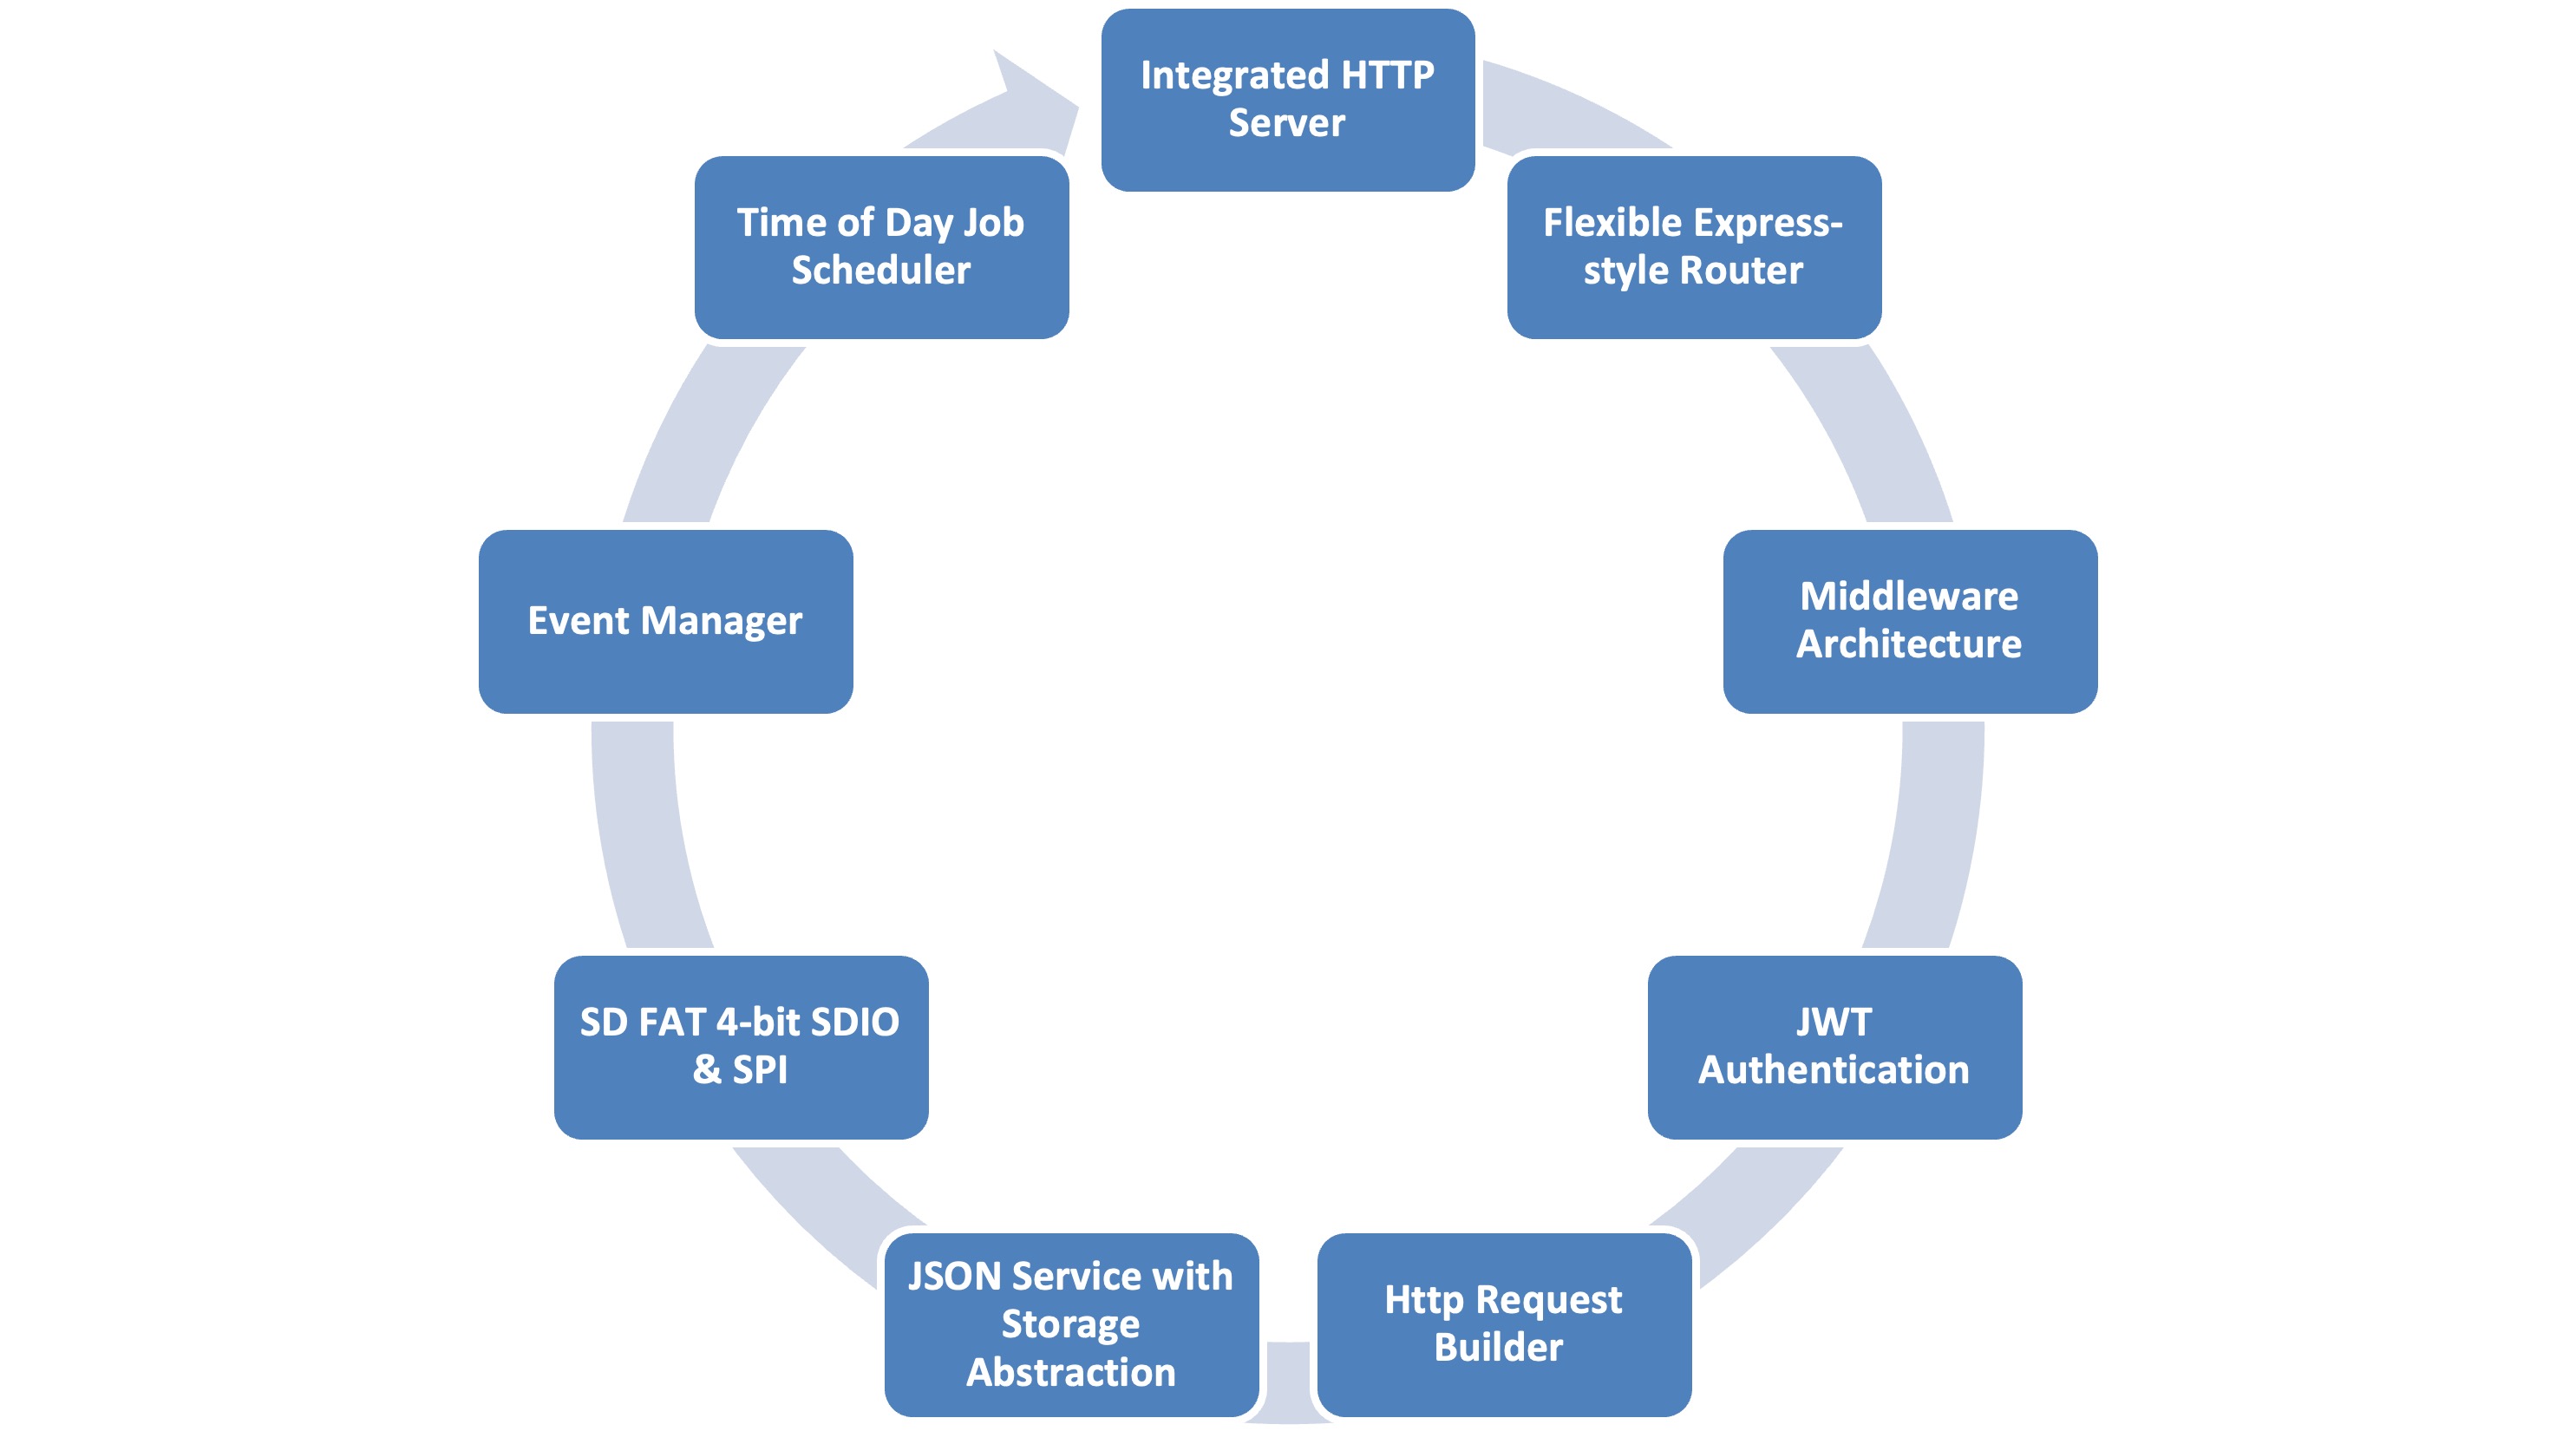 Integrated HTTP
Server
Flexible Express-
style Router
Middleware
Architecture
JWT
Authentication
Http Request
Builder
JSON Service with
Storage
Abstraction
SD FAT 4-bit SDIO
& SPI
Event Manager
Time of Day Job
Scheduler